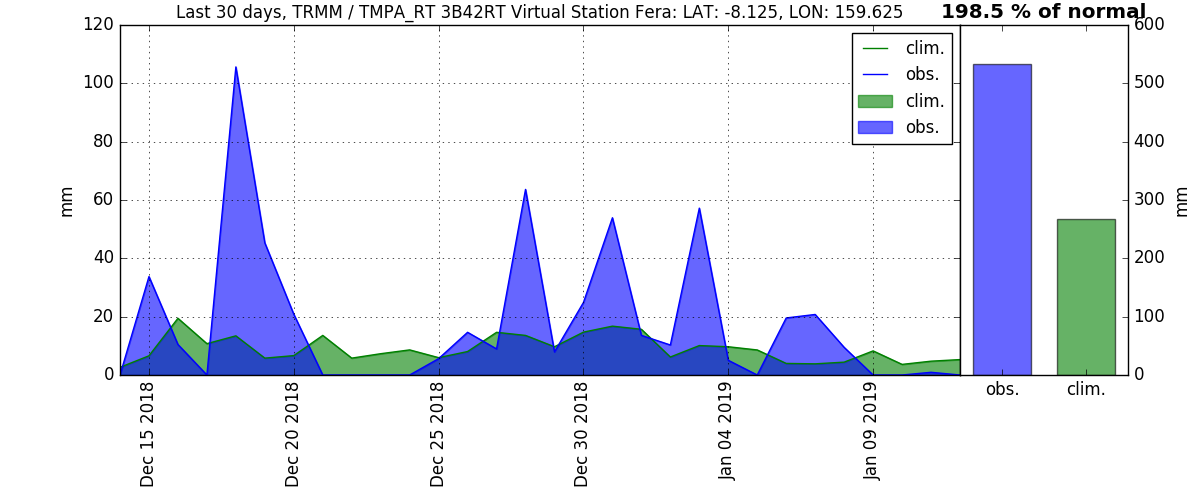 Last 30 days, TRMM / TMPA_RT 3B42RT Virtual Station Fera: LAT: -8.125, LON: 159.625
198.5 % of normal
120
100
80
60
40
20
0
mm
clim.
obs.
clim.
obs.
600
500
400
300
200
100
0
mm
Dec 15 2018
Dec 20 2018
Dec 25 2018
Dec 30 2018
Jan 04 2019
Jan 09 2019
obs.
clim.